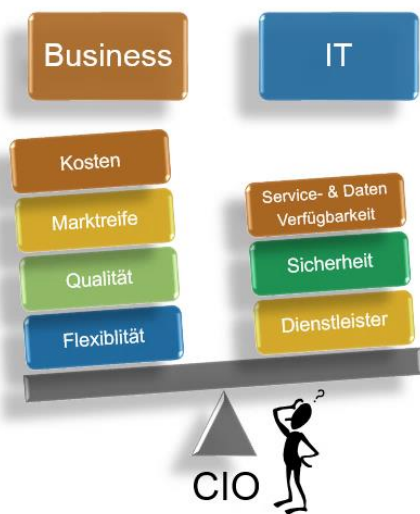 Business
IT
Kosten
Marktreife
Qualität
Flexiblität
Service- & Daten
Verfügbarkeit
Sicherheit
Dienstleister
?
CIO